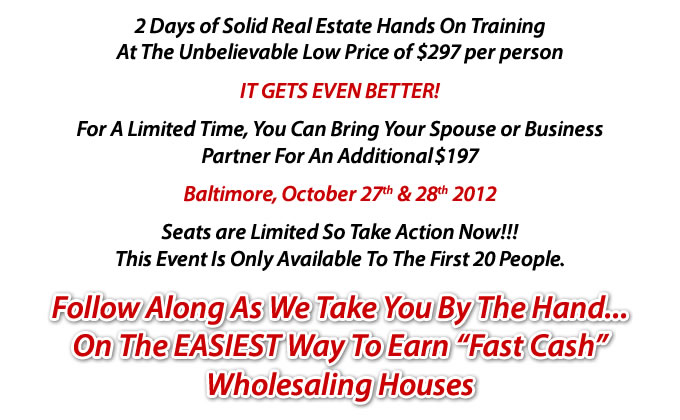 2 Days of Solid Real Estate Hands On Training
At The Unbelievable Low Price of $297 per person
IT GETS EVEN BETTER!
For A Limited Time, You Can Bring Your Spouse or Business
Partner For An Additional $197
Baltimore, October 27th & 28th 2012
Seats are Limited So Take Action Now!!!
This Event Is Only Available To The First 20 People.
Follow Along As We Take You By The Hand...
On The EASIEST Way To Earn “Fast Cash”
Wholesaling Houses